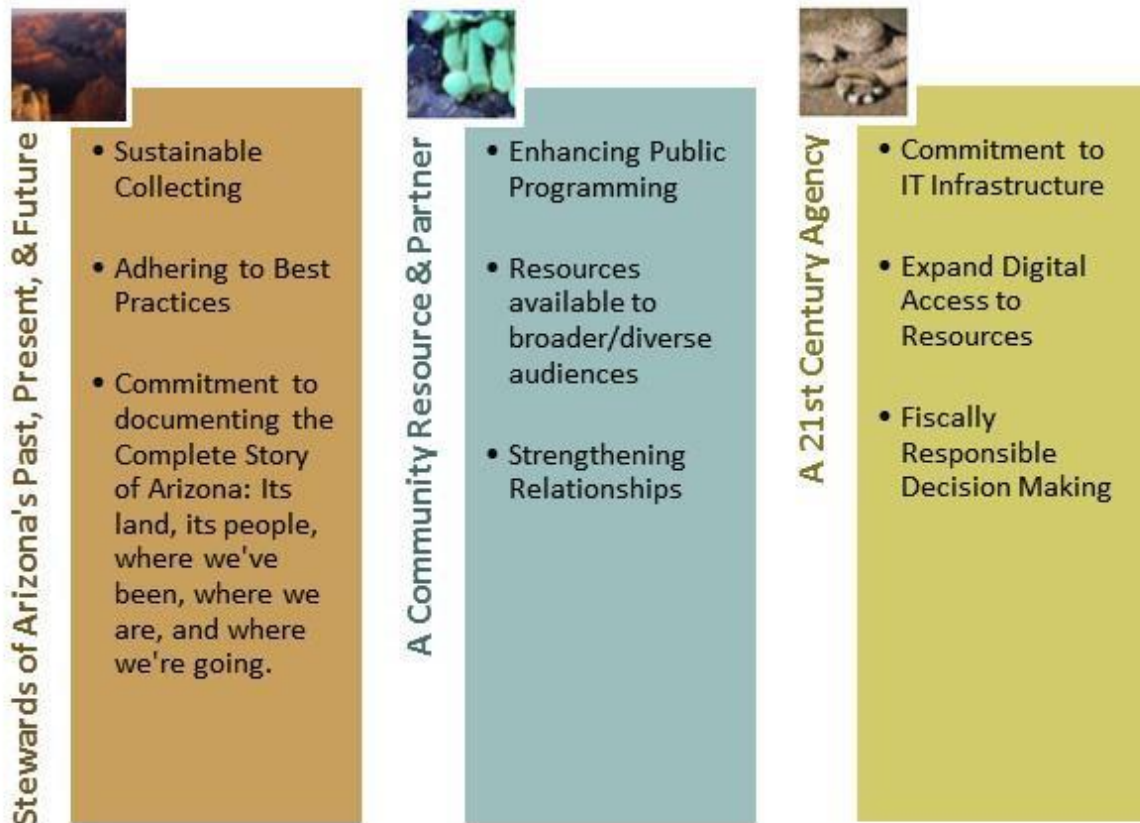 Stewards of Arizona's Past, Present, & Future
• Sustainable
Collecting
• Adhering to Best
Practices
• Commitment to
documenting the
Complete Story
of Arizona: Its
land, its people,
where we've
been, where we
are, and where
we're going.
A Community Resource & Partner
• Enhancing Public
Programming
• Resources
available to
broader/diverse
audiences
• Strengthening
Relationships
A 21st Century Agency
• Commitment to
IT Infrastructure
• Expand Digital
Access to
Resources
• Fiscally
Responsible
Decision Making